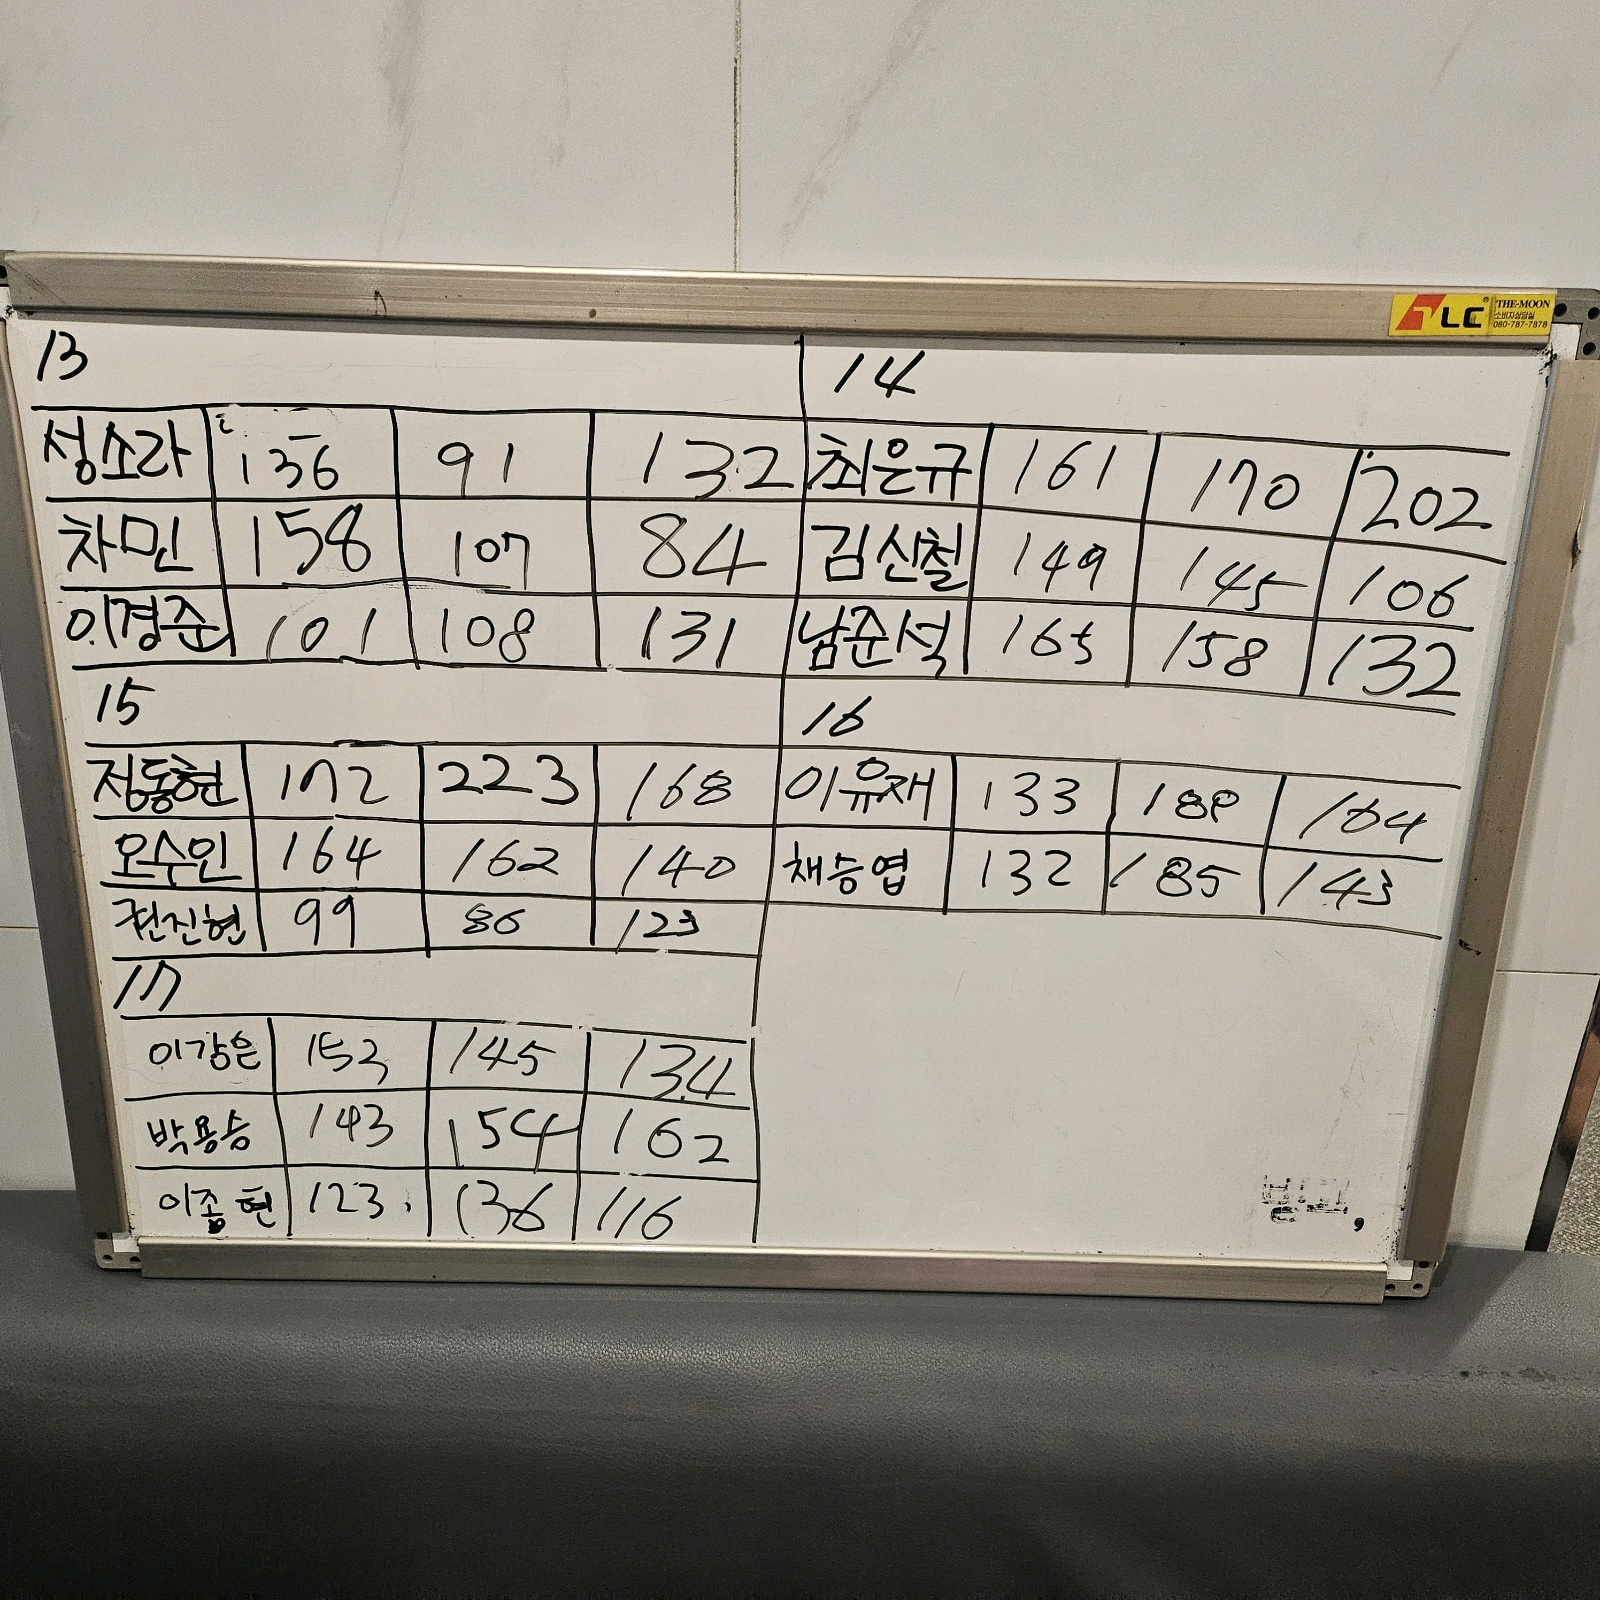 LC THE-MOON
소비자상담실
080-787-7878
13
성소라 136 91 132
차민 158 107 84
이경준 101 108 131
14
최은규 161 170 202
김신철 149 145 106
남준석 165 158 132
15
정동현 172 223 168
오수인 164 162 140
권진현 99 86 123
16
이유재 133 188 164
채승엽 132 185 143
17
이강은 152 145 134
박용승 143 154 162
이종현 123 136 116